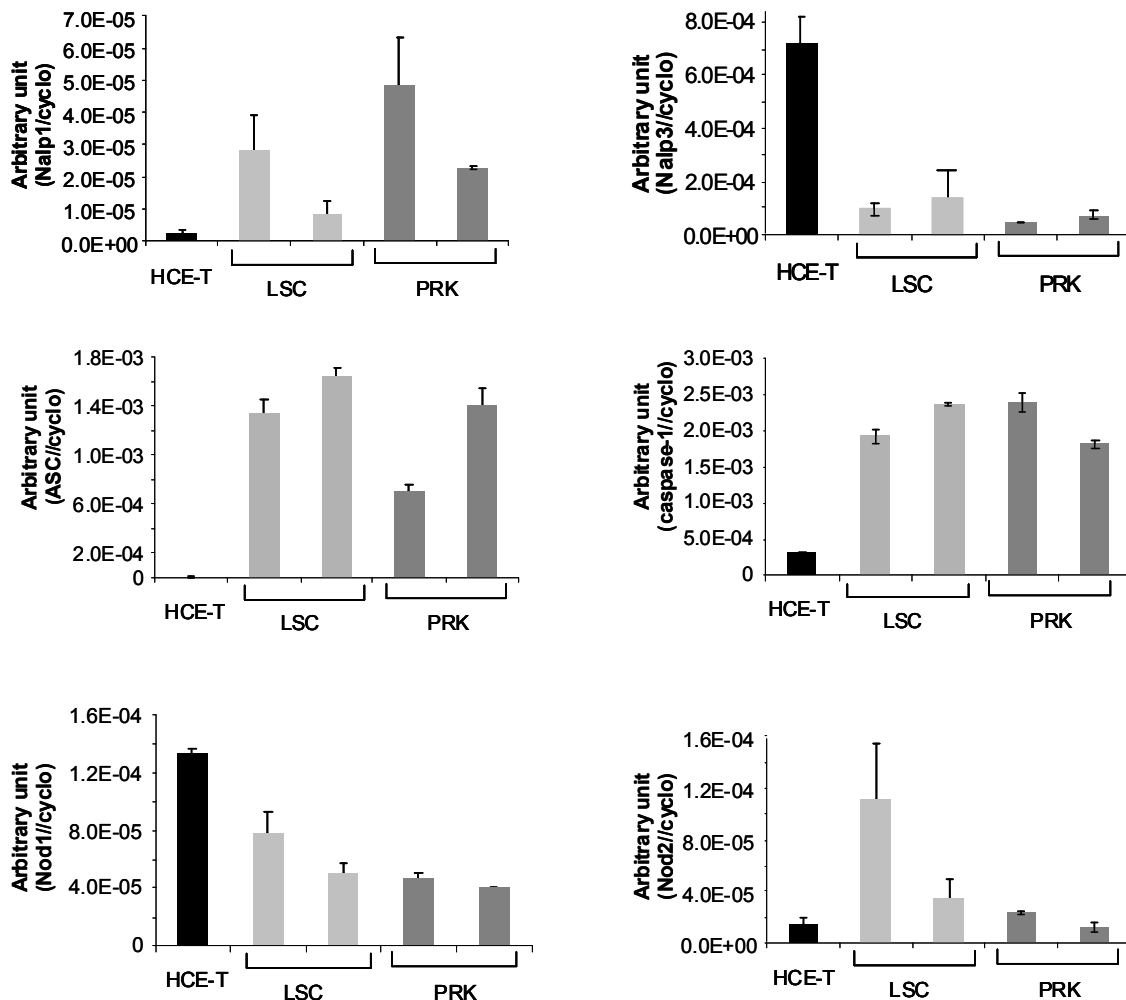 Arbitrary unit
(Nalp1/cyclo)
7.0E-05
6.0E-05
5.0E-05
4.0E-05
3.0E-05
2.0E-05
1.0E-05
0.0E+00
HCE-T
LSC
PRK
Arbitrary unit
(Nalp3//cyclo)
8.0E-04
6.0E-04
4.0E-04
2.0E-04
0.0E+00
HCE-T
LSC
PRK
Arbitrary unit
(ASC//cyclo)
1.8E-03
1.4E-03
1.0E-03
6.0E-04
2.0E-04
0
HCE-T
LSC
PRK
Arbitrary unit
(caspase-1//cyclo)
3.0E-03
2.5E-03
2.0E-03
1.5E-03
1.0E-03
5.0E-04
0
HCE-T
LSC
PRK
Arbitrary unit
(Nod1//cyclo)
1.6E-04
1.2E-04
8.0E-05
4.0E-05
0
HCE-T
LSC
PRK
Arbitrary unit
(Nod2//cyclo)
1.6E-04
1.2E-04
8.0E-05
4.0E-05
0.0E+00
HCE-T
LSC
PRK